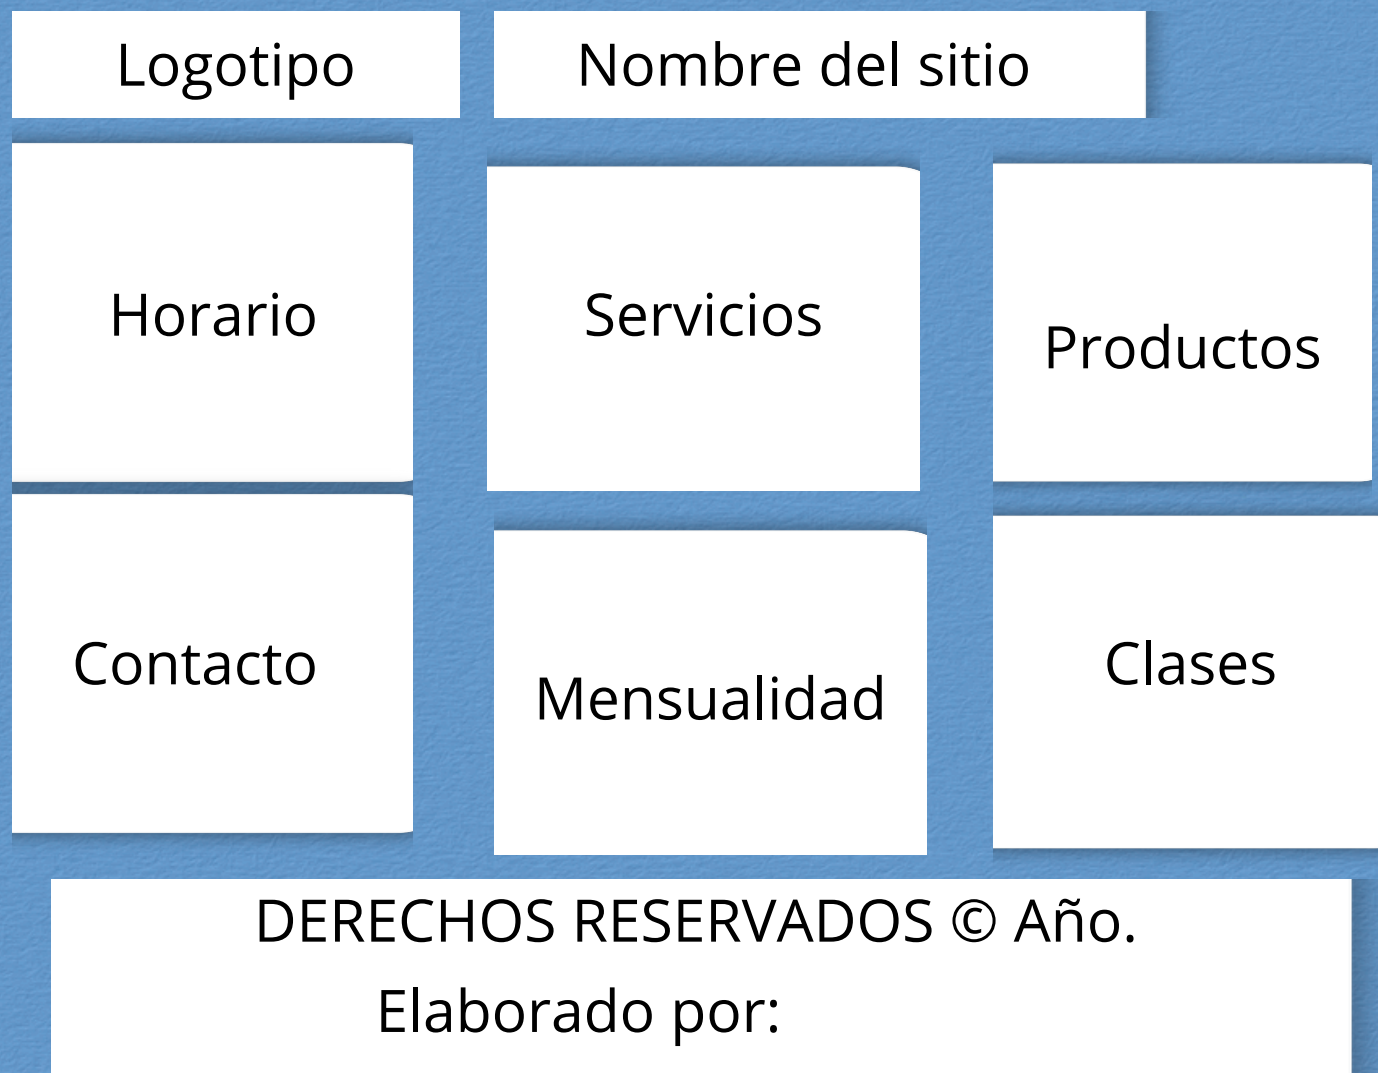 Logotipo
Nombre del sitio
Horario
Servicios
Productos
Contacto
Mensualidad
Clases
DERECHOS RESERVADOS © Año.
Elaborado por: